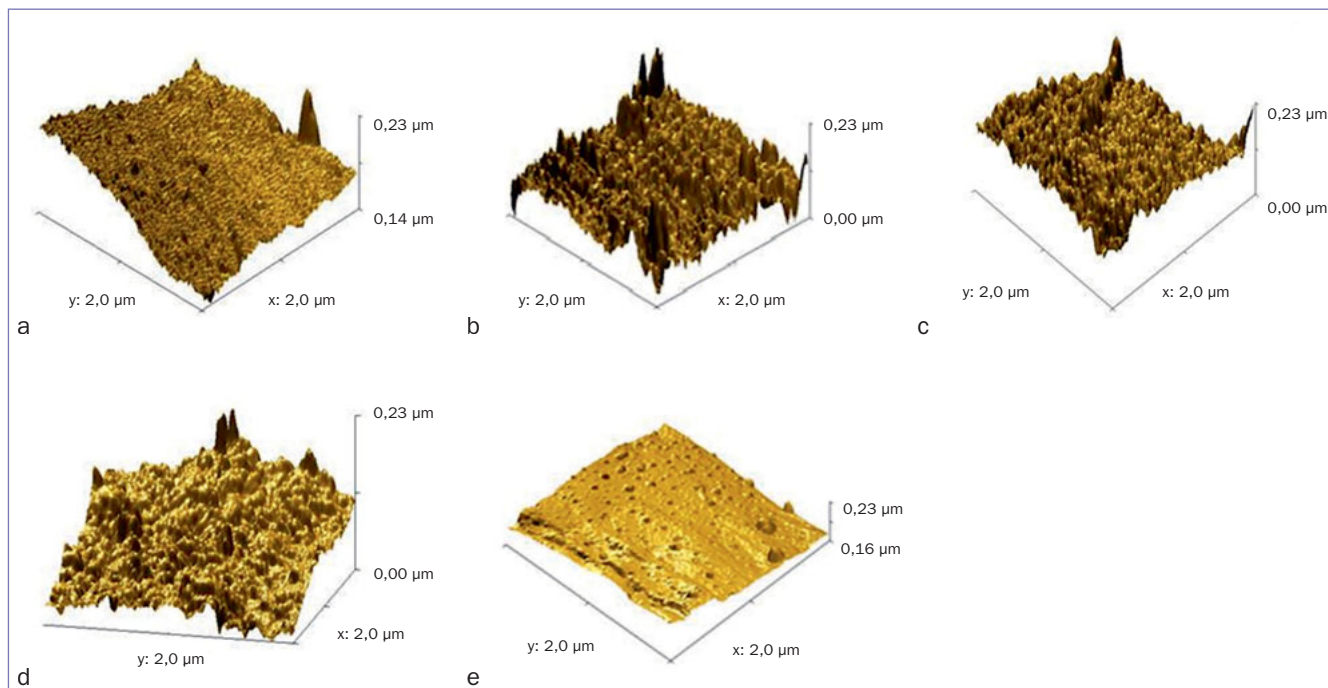 0,23 µm
0,14 µm
y: 2,0 µm
x: 2,0 µm
a
0,23 µm
0,00 µm
y: 2,0 µm
x: 2,0 µm
b
0,23 µm
0,00 µm
y: 2,0 µm
x: 2,0 µm
c
0,23 µm
0,00 µm
x: 2,0 µm
y: 2,0 µm
d
0,23 µm
0,16 µm
y: 2,0 µm
x: 2,0 µm
e